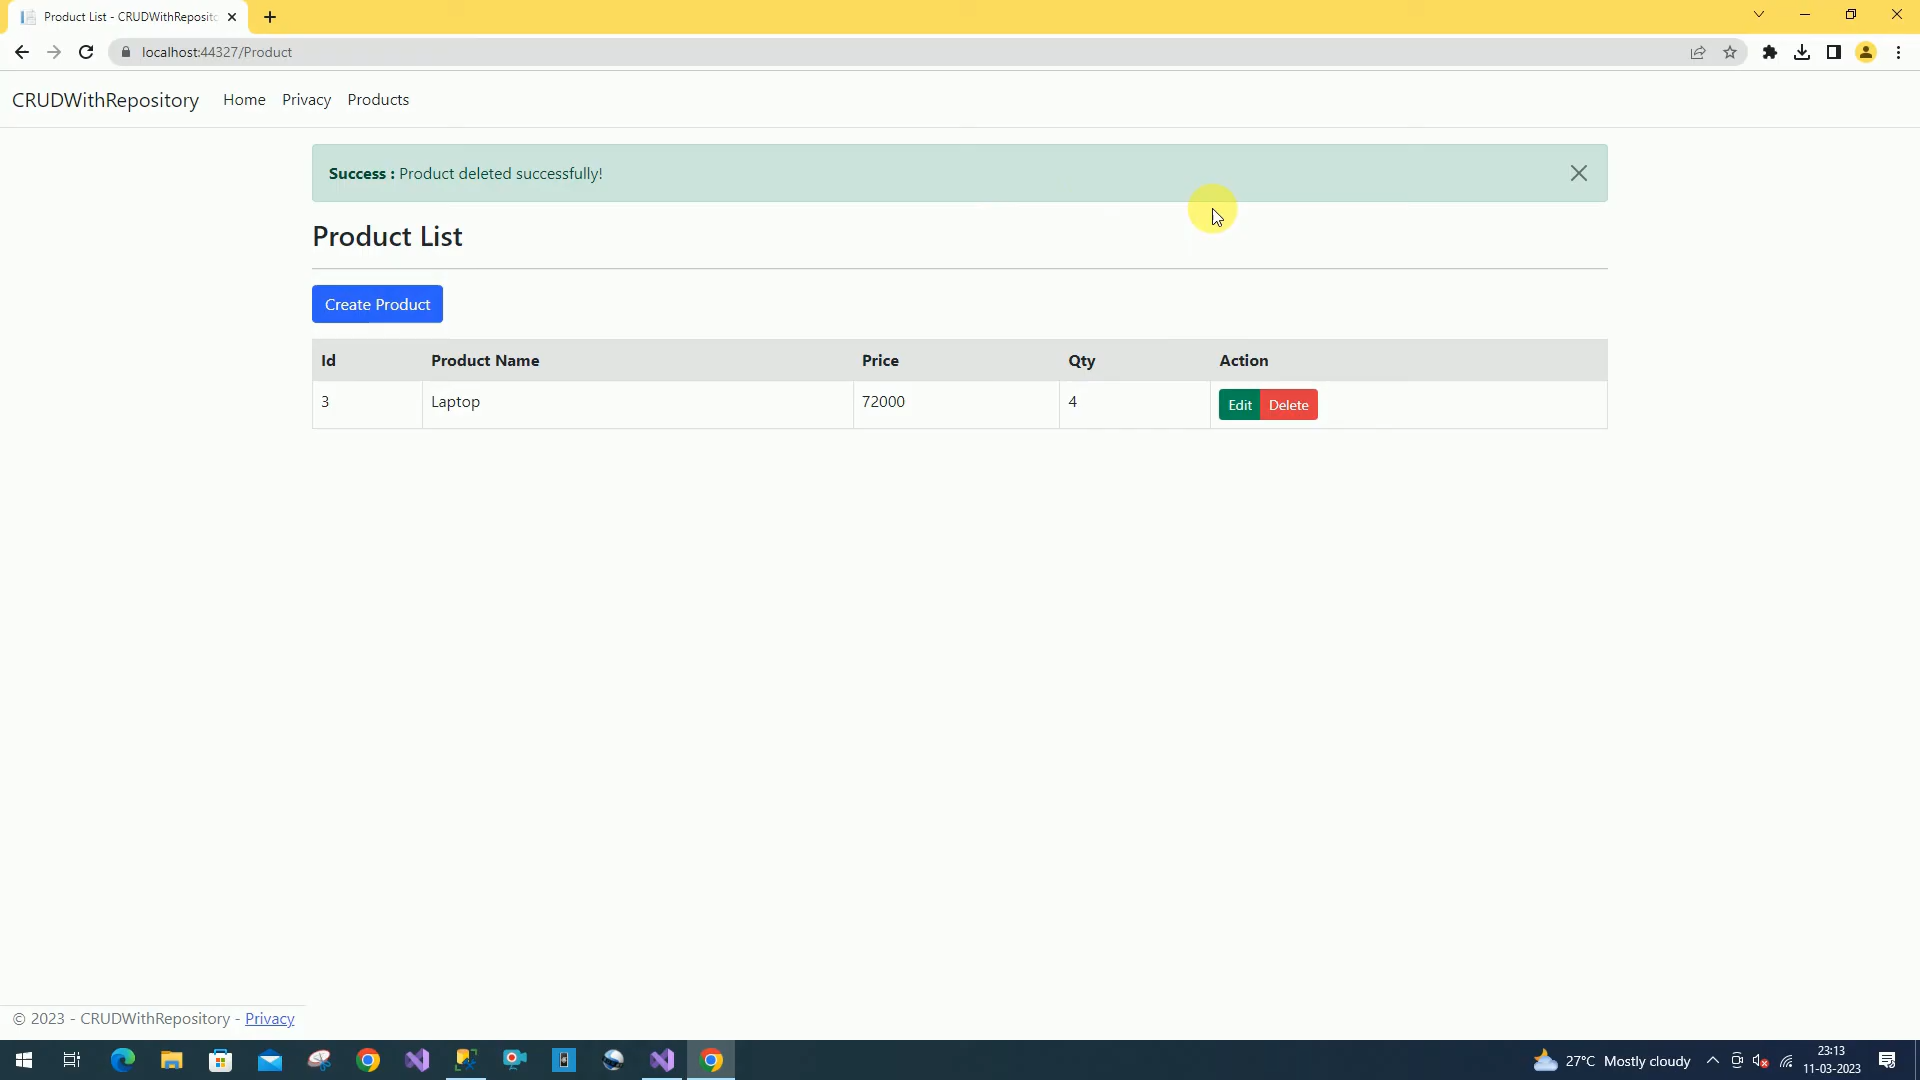 Product List - CRUDWithReposito
localhost:44327/Product
CRUDWithRepository Home Privacy Products
Success : Product deleted successfully!
Product List
Create Product
Id Product Name Price Qty Action
3 Laptop 72000 4 Edit Delete
© 2023 - CRUDWithRepository - Privacy
27°C Mostly cloudy
23:13
11-03-2023